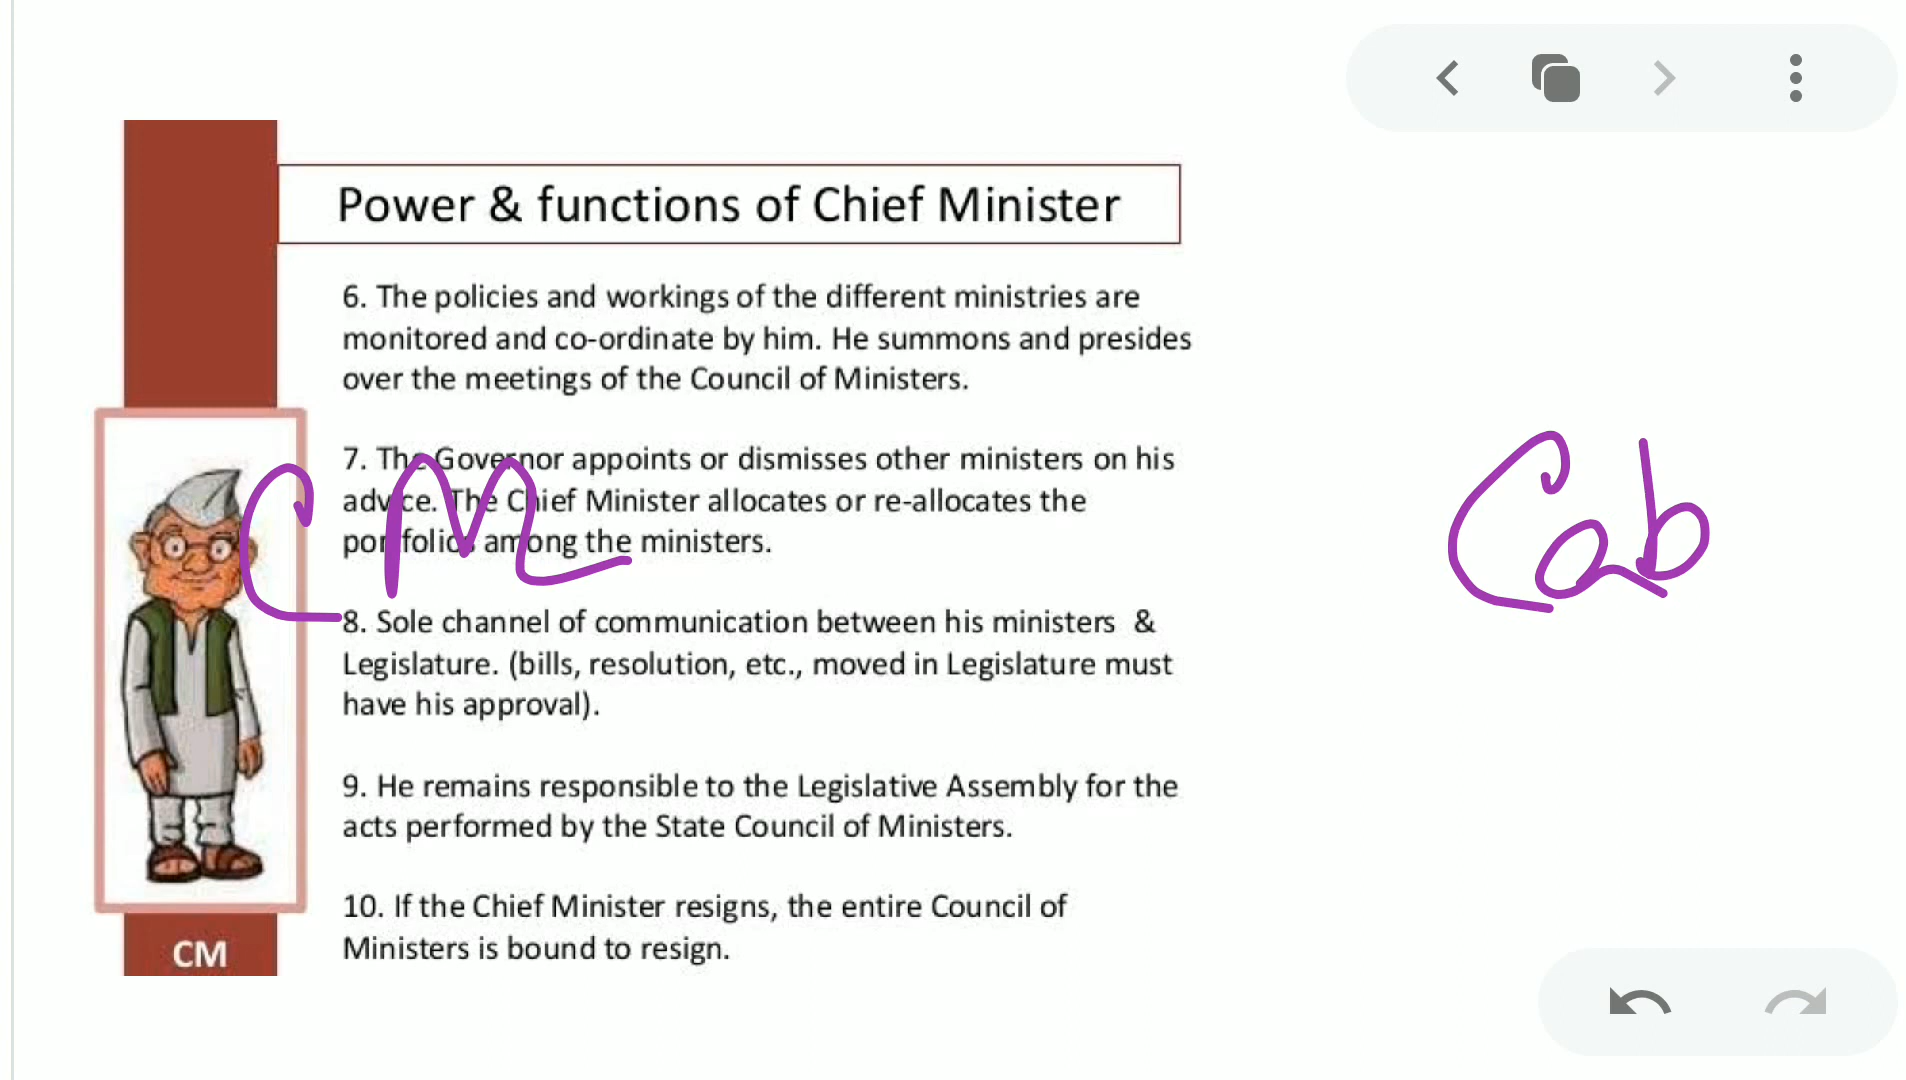 Power & functions of Chief Minister
6. The policies and workings of the different ministries are
monitored and co-ordinate by him. He summons and presides
over the meetings of the Council of Ministers.
7. The Governor appoints or dismisses other ministers on his
advice. The Chief Minister allocates or re-allocates the
portfolios among the ministers.
CM
Cab
8. Sole channel of communication between his ministers &
Legislature. (bills, resolution, etc., moved in Legislature must
have his approval).
9. He remains responsible to the Legislative Assembly for the
acts performed by the State Council of Ministers.
10. If the Chief Minister resigns, the entire Council of
Ministers is bound to resign.
CM